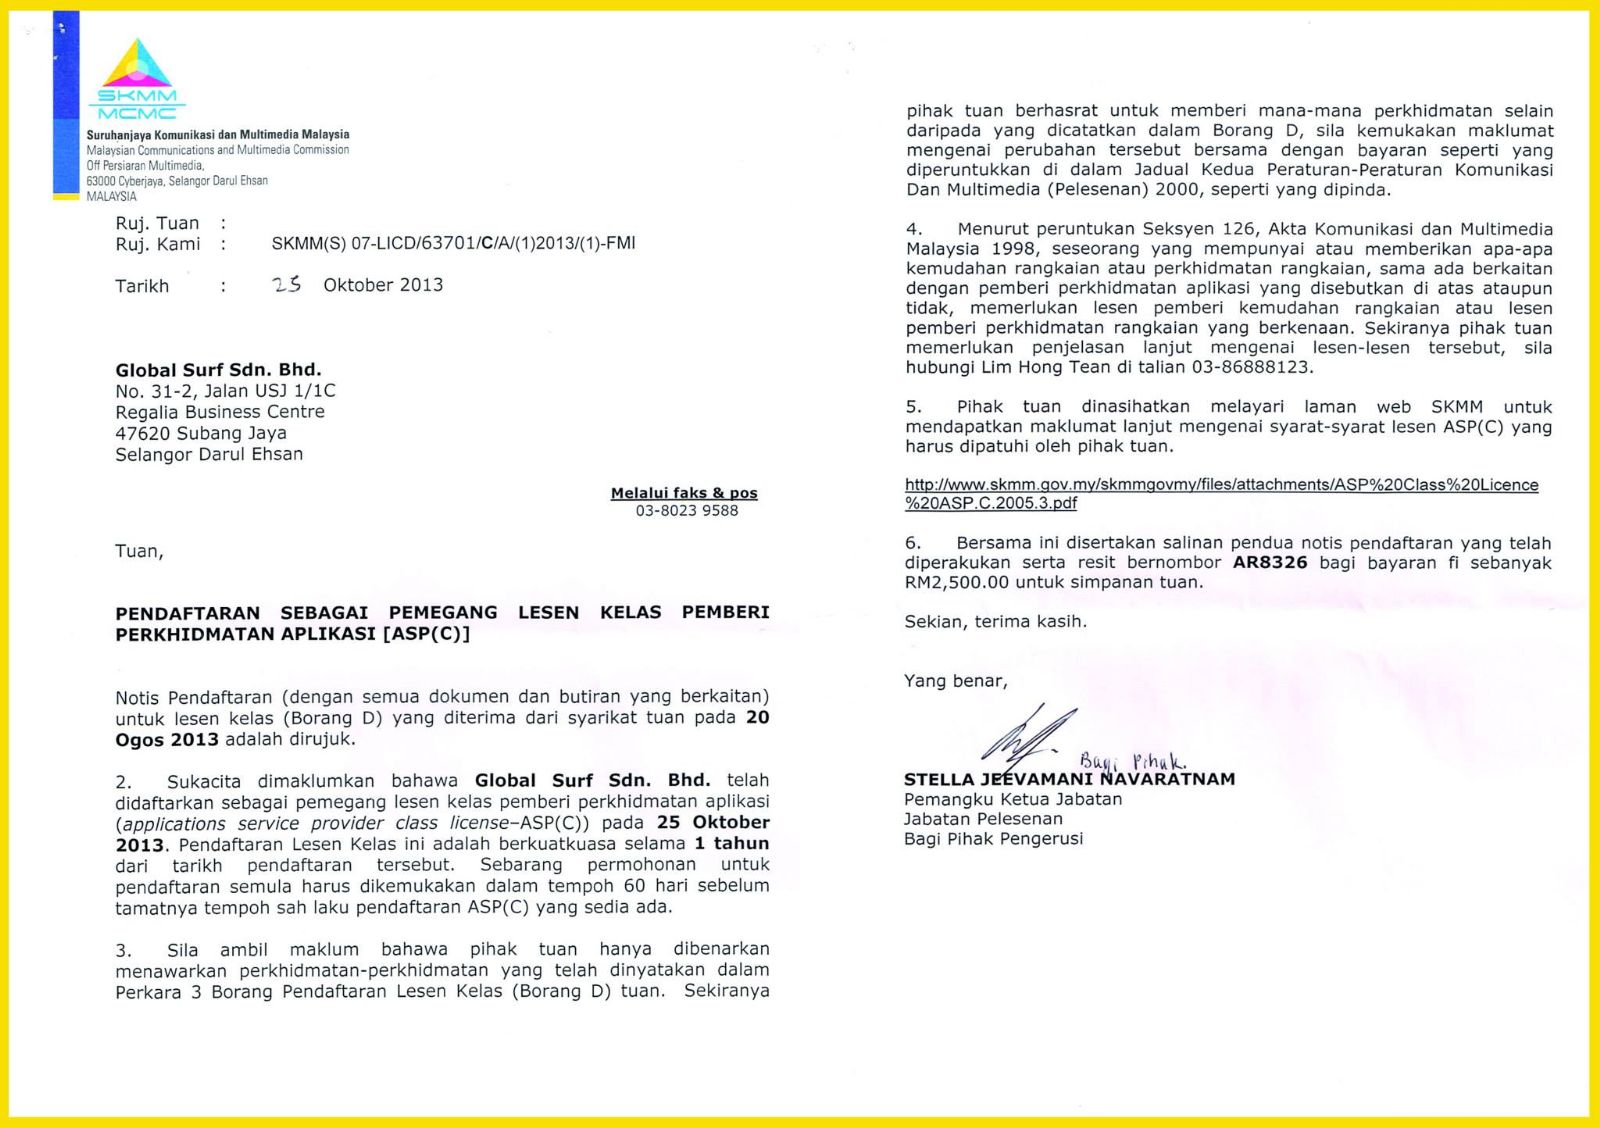 SKMM
MCMC
Suruhanjaya Komunikasi dan Multimedia Malaysia
Malaysian Communications and Multimedia Commission
Off Persiaran Multimedia,
63000 Cyberjaya, Selangor Darul Ehsan
MALAYSIA
Ruj. Tuan :
Ruj. Kami : SKMM(S) 07-LICD/63701/C/A/(1)2013/(1)-FMI
Tarikh : 25 Oktober 2013
Global Surf Sdn. Bhd.
No. 31-2, Jalan USJ 1/1C
Regalia Business Centre
47620 Subang Jaya
Selangor Darul Ehsan
Melalui faks & pos
03-8023 9588
Tuan,
PENDAFTARAN SEBAGAI PEMEGANG LESEN KELAS PEMBERI
PERKHIDMATAN APLIKASI [ASP(C)]
Notis Pendaftaran (dengan semua dokumen dan butiran yang berkaitan)
untuk lesen kelas (Borang D) yang diterima dari syarikat tuan pada 20
Ogos 2013 adalah dirujuk.
2. Sukacita dimaklumkan bahawa Global Surf Sdn. Bhd. telah
didaftarkan sebagai pemegang lesen kelas pemberi perkhidmatan aplikasi
(applications service provider class license–ASP(C)) pada 25 Oktober
2013. Pendaftaran Lesen Kelas ini adalah berkuatkuasa selama 1 tahun
dari tarikh pendaftaran tersebut. Sebarang permohonan untuk
pendaftaran semula harus dikemukakan dalam tempoh 60 hari sebelum
tamatnya tempoh sah laku pendaftaran ASP(C) yang sedia ada.
3. Sila ambil maklum bahawa pihak tuan hanya dibenarkan
menawarkan perkhidmatan-perkhidmatan yang telah dinyatakan dalam
Perkara 3 Borang Pendaftaran Lesen Kelas (Borang D) tuan. Sekiranya
pihak tuan berhasrat untuk memberi mana-mana perkhidmatan selain
daripada yang dicatatkan dalam Borang D, sila kemukakan maklumat
mengenai perubahan tersebut bersama dengan bayaran seperti yang
diperuntukkan di dalam Jadual Kedua Peraturan-Peraturan Komunikasi
Dan Multimedia (Pelesenan) 2000, seperti yang dipinda.
4. Menurut peruntukan Seksyen 126, Akta Komunikasi dan Multimedia
Malaysia 1998, seseorang yang mempunyai atau memberikan apa-apa
kemudahan rangkaian atau perkhidmatan rangkaian, sama ada berkaitan
dengan pemberi perkhidmatan aplikasi yang disebutkan di atas ataupun
tidak, memerlukan lesen pemberi kemudahan rangkaian atau lesen
pemberi perkhidmatan rangkaian yang berkenaan. Sekiranya pihak tuan
memerlukan penjelasan lanjut mengenai lesen-lesen tersebut, sila
hubungi Lim Hong Tean di talian 03-86888123.
5. Pihak tuan dinasihatkan melayari laman web SKMM untuk
mendapatkan maklumat lanjut mengenai syarat-syarat lesen ASP(C) yang
harus dipatuhi oleh pihak tuan.
http://www.skmm.gov.my/skmmgovmy/files/attachments/ASP%20Class%20Licence
%20ASP.C.2005.3.pdf
6. Bersama ini disertakan salinan pendua notis pendaftaran yang telah
diperakukan serta resit bernombor AR8326 bagi bayaran fi sebanyak
RM2,500.00 untuk simpanan tuan.
Sekian, terima kasih.
Yang benar,
Bagi Pihak.
STELLA JEEVAMANI NAVARATNAM
Pemangku Ketua Jabatan
Jabatan Pelesenan
Bagi Pihak Pengerusi